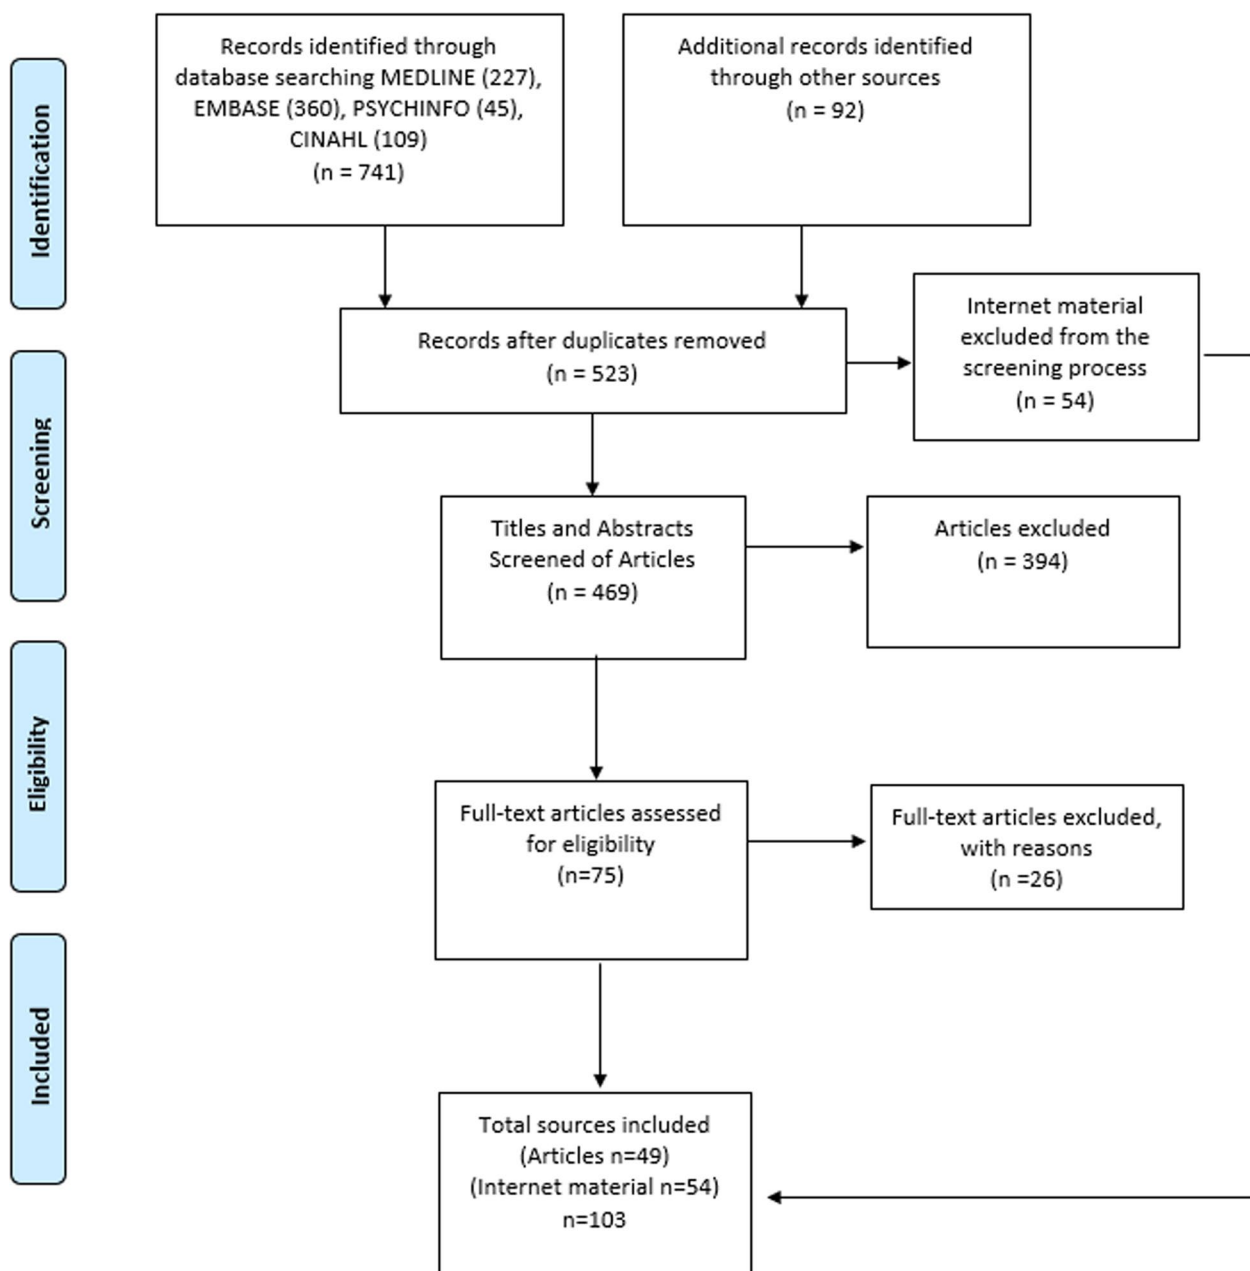 Identification
Records identified through
database searching MEDLINE (227),
EMBASE (360), PSYCHINFO (45),
CINAHL (109)
(n = 741)
Additional records identified
through other sources
(n = 92)
Records after duplicates removed
(n = 523)
Internet material
excluded from the
screening process
(n = 54)
Screening
Titles and Abstracts
Screened of Articles
(n = 469)
Articles excluded
(n = 394)
Eligibility
Full-text articles assessed
for eligibility
(n=75)
Full-text articles excluded,
with reasons
(n =26)
Included
Total sources included
(Articles n=49)
(Internet material n=54)
n=103